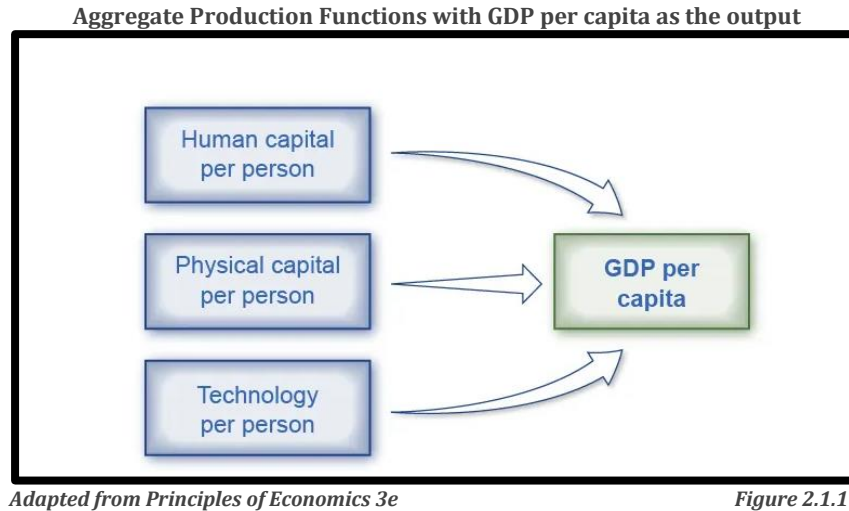 Aggregate Production Functions with GDP per capita as the output
Human capital
per person
Physical capital
per person
GDP per
capita
Technology
per person
Adapted from Principles of Economics 3e
Figure 2.1.1